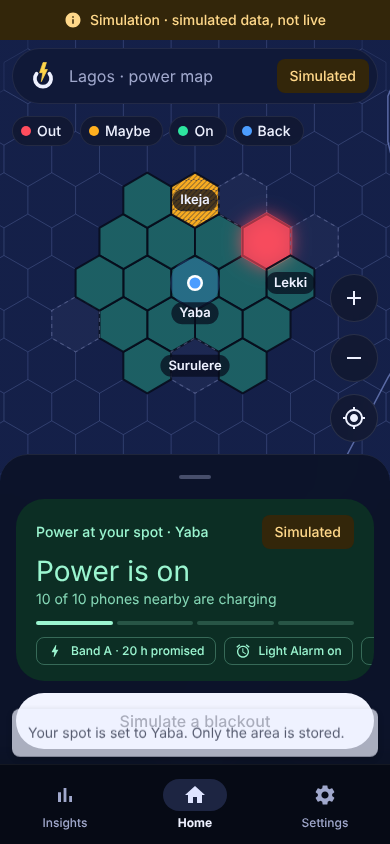 Simulation · simulated data, not live
Lagos · power map
Simulated
Out
Maybe
On
Back
Ikeja
Lekki
Yaba
Surulere
Power at your spot · Yaba
Simulated
Power is on
10 of 10 phones nearby are charging
Band A · 20 h promised
Light Alarm on
Simulate a blackout
Your spot is set to Yaba. Only the area is stored.
Insights
Home
Settings